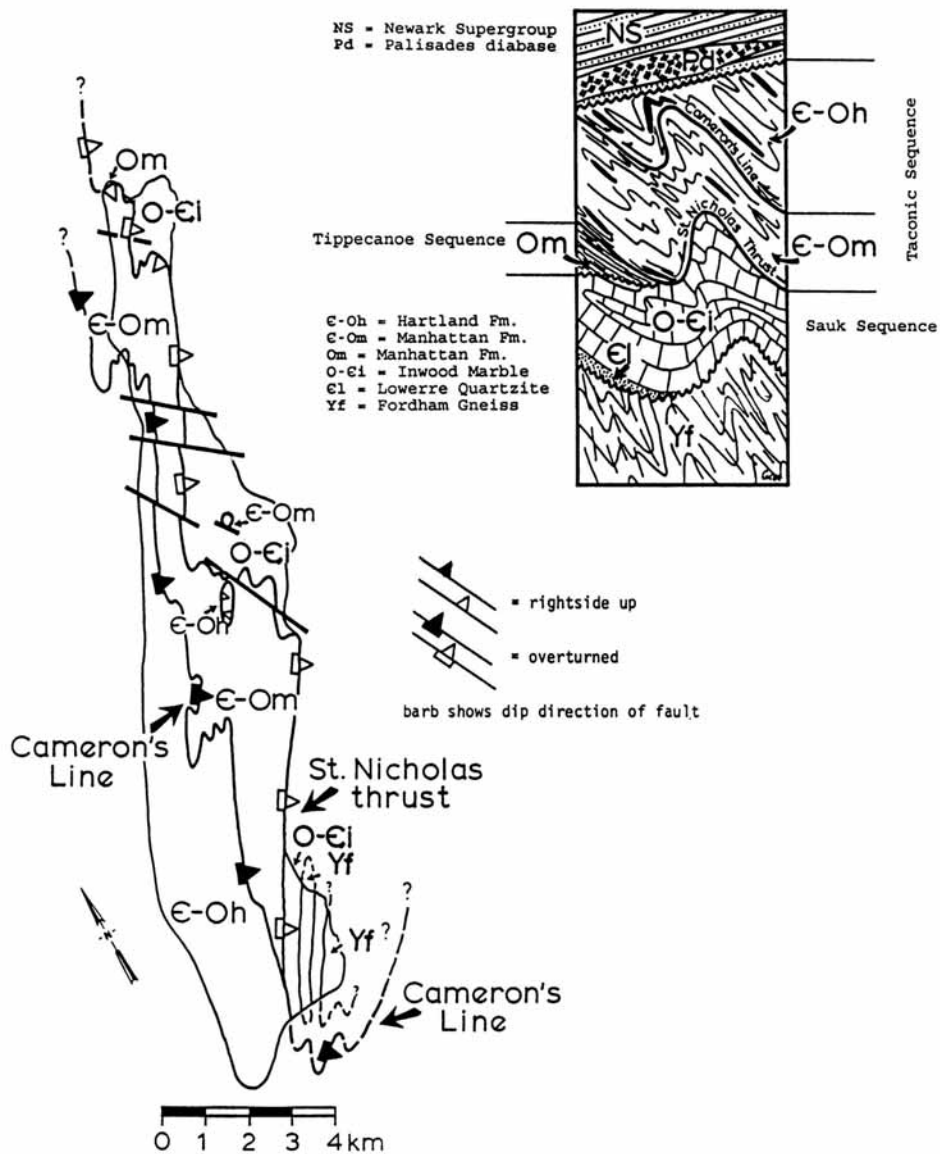 NS = Newark Supergroup
Pd = Palisades diabase
NS
Pd
Cameron's Line
Є-Oh
Taconic Sequence
St. Nicholas Thrust
Tippecanoe Sequence
Om
Є-Om
O-Єi
Sauk Sequence
Єl
Yf
Є-Oh = Hartland Fm.
Є-Om = Manhattan Fm.
Om = Manhattan Fm.
O-Єi = Inwood Marble
Єl = Lowerre Quartzite
Yf = Fordham Gneiss
?
Om
O-Єi
?
Є-Om
Є-Om
O-Єi
Є-Oh
Є-Om
Cameron's
Line
St. Nicholas
thrust
O-Єi
Yf
?
?
Є-Oh
Yf ?
?
Cameron's
Line
= rightside up
= overturned
barb shows dip direction of fault
0 1 2 3 4 km